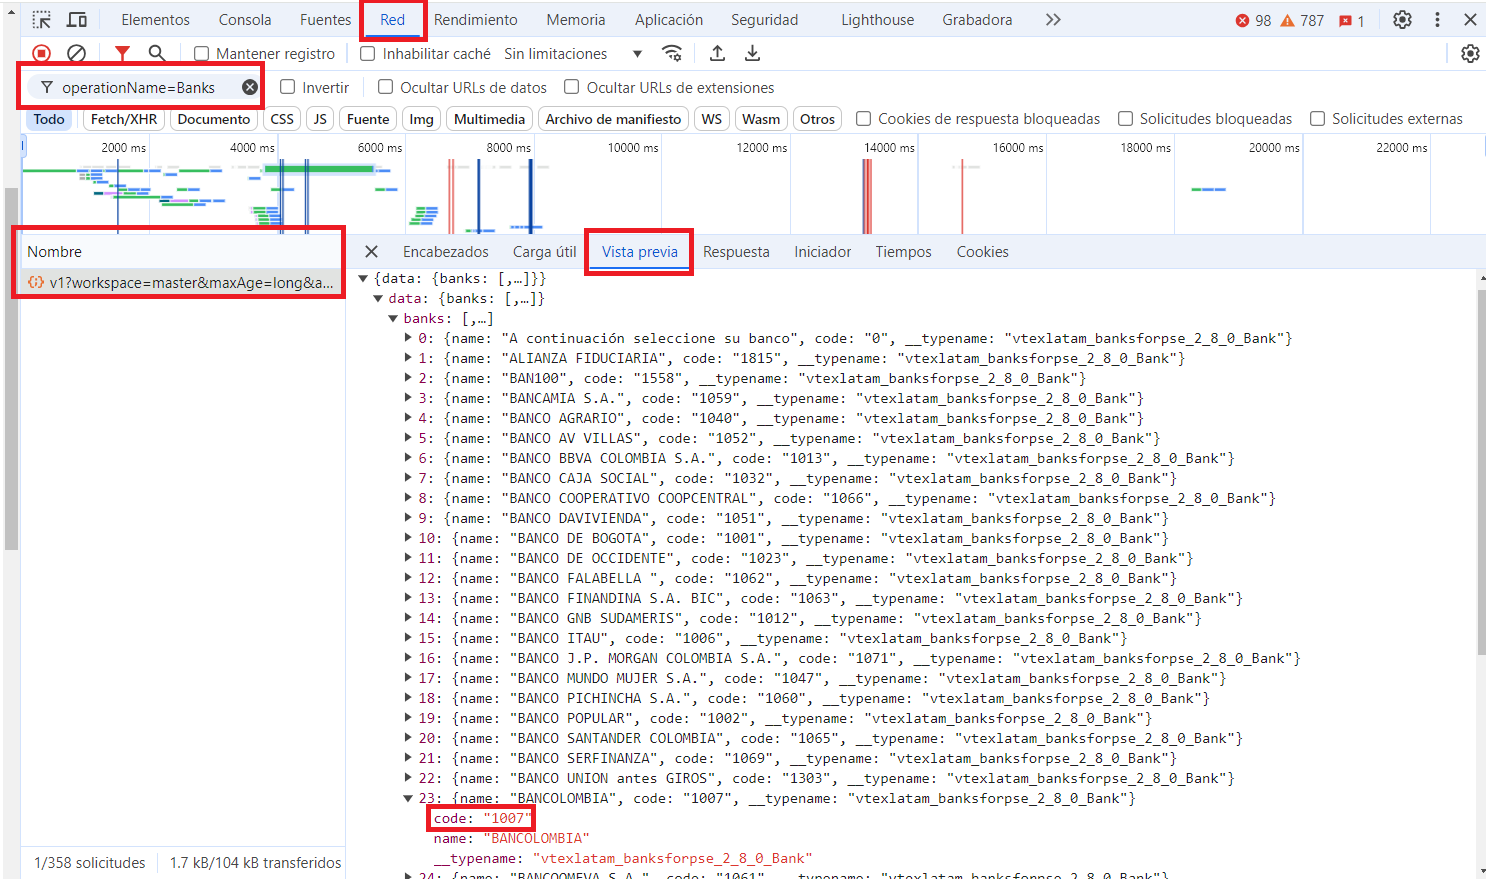 Elementos Consola Fuentes Red Rendimiento Memoria Aplicación Seguridad Lighthouse Grabadora 98 787 1
Mantener registro Inhabilitar caché Sin limitaciones
operationName=Banks Invertir Ocultar URLs de datos Ocultar URLs de extensiones
Todo Fetch/XHR Documento CSS JS Fuente Img Multimedia Archivo de manifiesto WS Wasm Otros Cookies de respuesta bloqueadas Solicitudes bloqueadas Solicitudes externas
2000 ms 4000 ms 6000 ms 8000 ms 10000 ms 12000 ms 14000 ms 16000 ms 18000 ms 20000 ms 22000 ms
Nombre
v1?workspace=master&maxAge=long&a...
Encabezados Carga útil Vista previa Respuesta Iniciador Tiempos Cookies
{data: {banks: [,…]}}
data: {banks: [,…]}
banks: [,…]
0: {name: "A continuación seleccione su banco", code: "0", __typename: "vtexlatam_banksforpse_2_8_0_Bank"}
1: {name: "ALIANZA FIDUCIARIA", code: "1815", __typename: "vtexlatam_banksforpse_2_8_0_Bank"}
2: {name: "BAN100", code: "1558", __typename: "vtexlatam_banksforpse_2_8_0_Bank"}
3: {name: "BANCAMIA S.A.", code: "1059", __typename: "vtexlatam_banksforpse_2_8_0_Bank"}
4: {name: "BANCO AGRARIO", code: "1040", __typename: "vtexlatam_banksforpse_2_8_0_Bank"}
5: {name: "BANCO AV VILLAS", code: "1052", __typename: "vtexlatam_banksforpse_2_8_0_Bank"}
6: {name: "BANCO BBVA COLOMBIA S.A.", code: "1013", __typename: "vtexlatam_banksforpse_2_8_0_Bank"}
7: {name: "BANCO CAJA SOCIAL", code: "1032", __typename: "vtexlatam_banksforpse_2_8_0_Bank"}
8: {name: "BANCO COOPERATIVO COOPCENTRAL", code: "1066", __typename: "vtexlatam_banksforpse_2_8_0_Bank"}
9: {name: "BANCO DAVIVIENDA", code: "1051", __typename: "vtexlatam_banksforpse_2_8_0_Bank"}
10: {name: "BANCO DE BOGOTA", code: "1001", __typename: "vtexlatam_banksforpse_2_8_0_Bank"}
11: {name: "BANCO DE OCCIDENTE", code: "1023", __typename: "vtexlatam_banksforpse_2_8_0_Bank"}
12: {name: "BANCO FALABELLA ", code: "1062", __typename: "vtexlatam_banksforpse_2_8_0_Bank"}
13: {name: "BANCO FINANDINA S.A. BIC", code: "1063", __typename: "vtexlatam_banksforpse_2_8_0_Bank"}
14: {name: "BANCO GNB SUDAMERIS", code: "1012", __typename: "vtexlatam_banksforpse_2_8_0_Bank"}
15: {name: "BANCO ITAU", code: "1006", __typename: "vtexlatam_banksforpse_2_8_0_Bank"}
16: {name: "BANCO J.P. MORGAN COLOMBIA S.A.", code: "1071", __typename: "vtexlatam_banksforpse_2_8_0_Bank"}
17: {name: "BANCO MUNDO MUJER S.A.", code: "1047", __typename: "vtexlatam_banksforpse_2_8_0_Bank"}
18: {name: "BANCO PICHINCHA S.A.", code: "1060", __typename: "vtexlatam_banksforpse_2_8_0_Bank"}
19: {name: "BANCO POPULAR", code: "1002", __typename: "vtexlatam_banksforpse_2_8_0_Bank"}
20: {name: "BANCO SANTANDER COLOMBIA", code: "1065", __typename: "vtexlatam_banksforpse_2_8_0_Bank"}
21: {name: "BANCO SERFINANZA", code: "1069", __typename: "vtexlatam_banksforpse_2_8_0_Bank"}
22: {name: "BANCO UNION antes GIROS", code: "1303", __typename: "vtexlatam_banksforpse_2_8_0_Bank"}
23: {name: "BANCOLOMBIA", code: "1007", __typename: "vtexlatam_banksforpse_2_8_0_Bank"}
code: "1007"
name: "BANCOLOMBIA"
__typename: "vtexlatam_banksforpse_2_8_0_Bank"
24: {name: "BANCOOMEVA S.A.", code: "1061", __typename: "vtexlatam_banksforpse_2_8_0_Bank"}
1/358 solicitudes 1.7 kB/104 kB transferidos